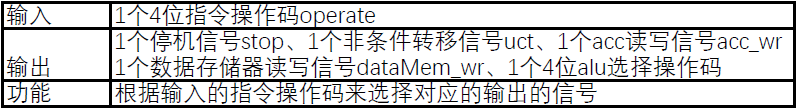 输入 1个4位指令操作码operate
1个停机信号stop、1个非条件转移信号uct、1个acc读写信号acc_wr
输出 1个数据存储器读写信号dataMem_wr、1个4位alu选择操作码
功能 根据输入的指令操作码来选择对应的输出的信号